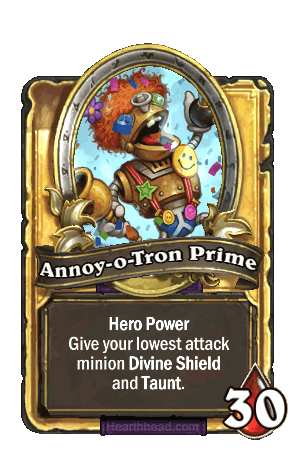 Annoy-o-Tron Prime
Hero Power
Give your lowest attack
minion Divine Shield
and Taunt.
30
Hearthhead.com